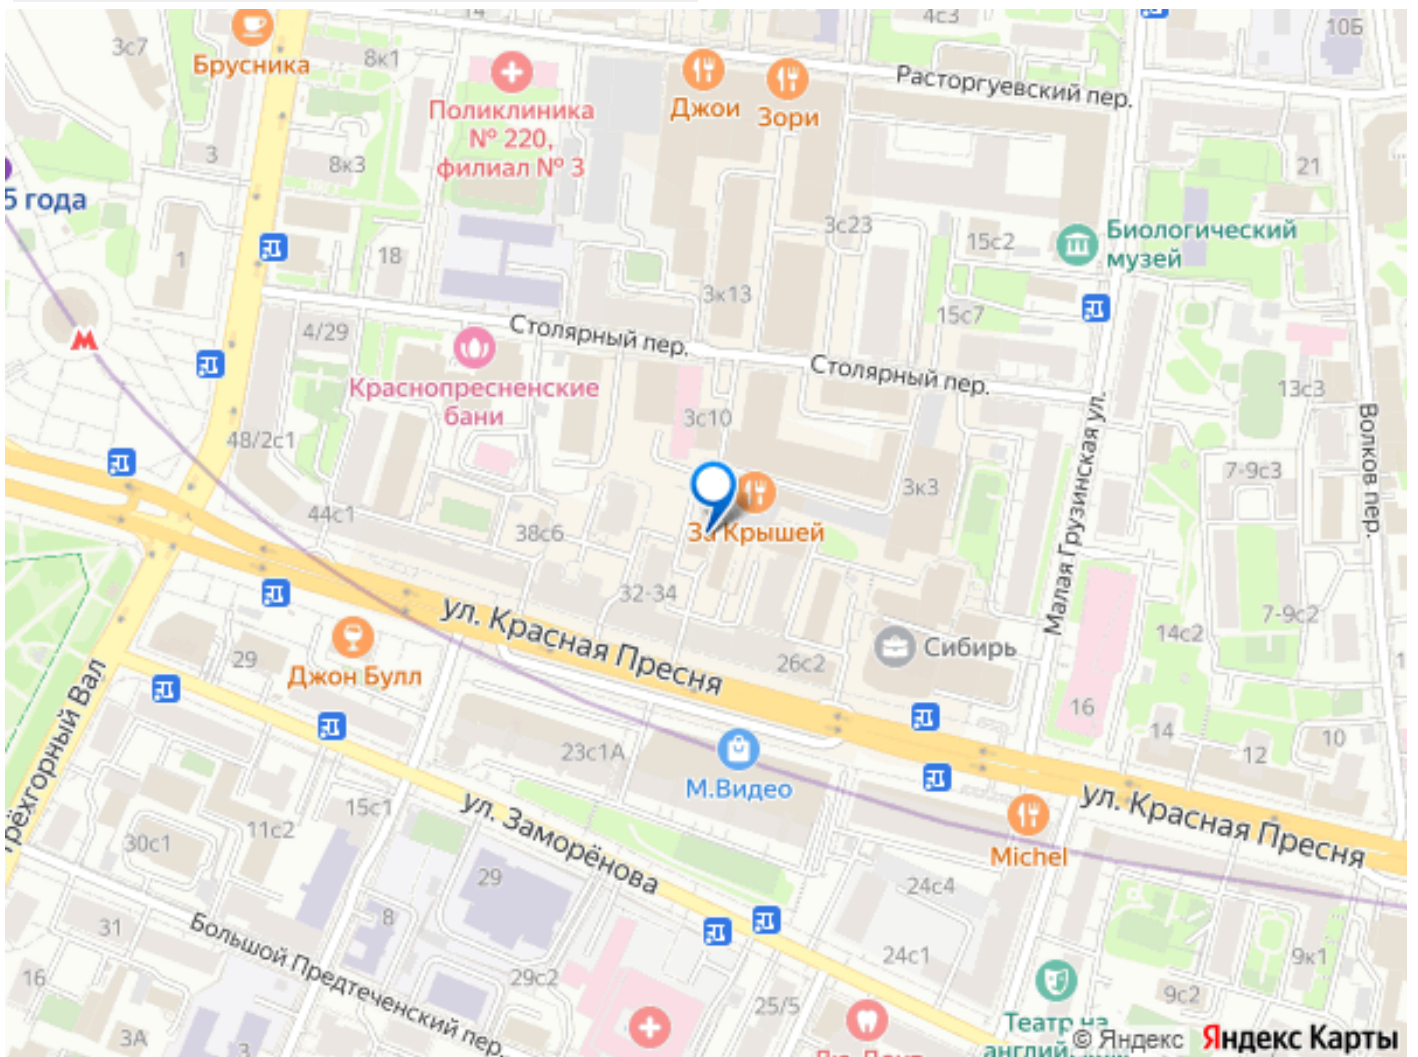 14
4с3
10Б
3с7
Брусника
8к1
Расторгуевский пер.
Поликлиника
№ 220,
филиал № 3
Джои
Зори
3
8к3
21
5 года
1
18
3с23
15с2
Биологический
музей
3к13
15с7
4/29
Столярный пер.
Столярный пер.
Краснопресненские
бани
13с3
3с10
Малая Грузинская ул.
Волков пер.
48/2с1
7-9с3
3к3
44с1
38с6
За Крышей
32-34
ул. Красная Пресня
7-9с2
14с2
29
Джон Булл
26с2
Сибирь
16
14
12
10
23с1А
М.Видео
15с1
11с2
30с1
ул. Заморёнова
ул. Красная Пресня
Michel
29
24с4
8
31
Большой Предтеченский пер.
24с1
9к1
16
29с2
25/5
9с2
3А
3
Театр на
© Яндекс
Яндекс Карты